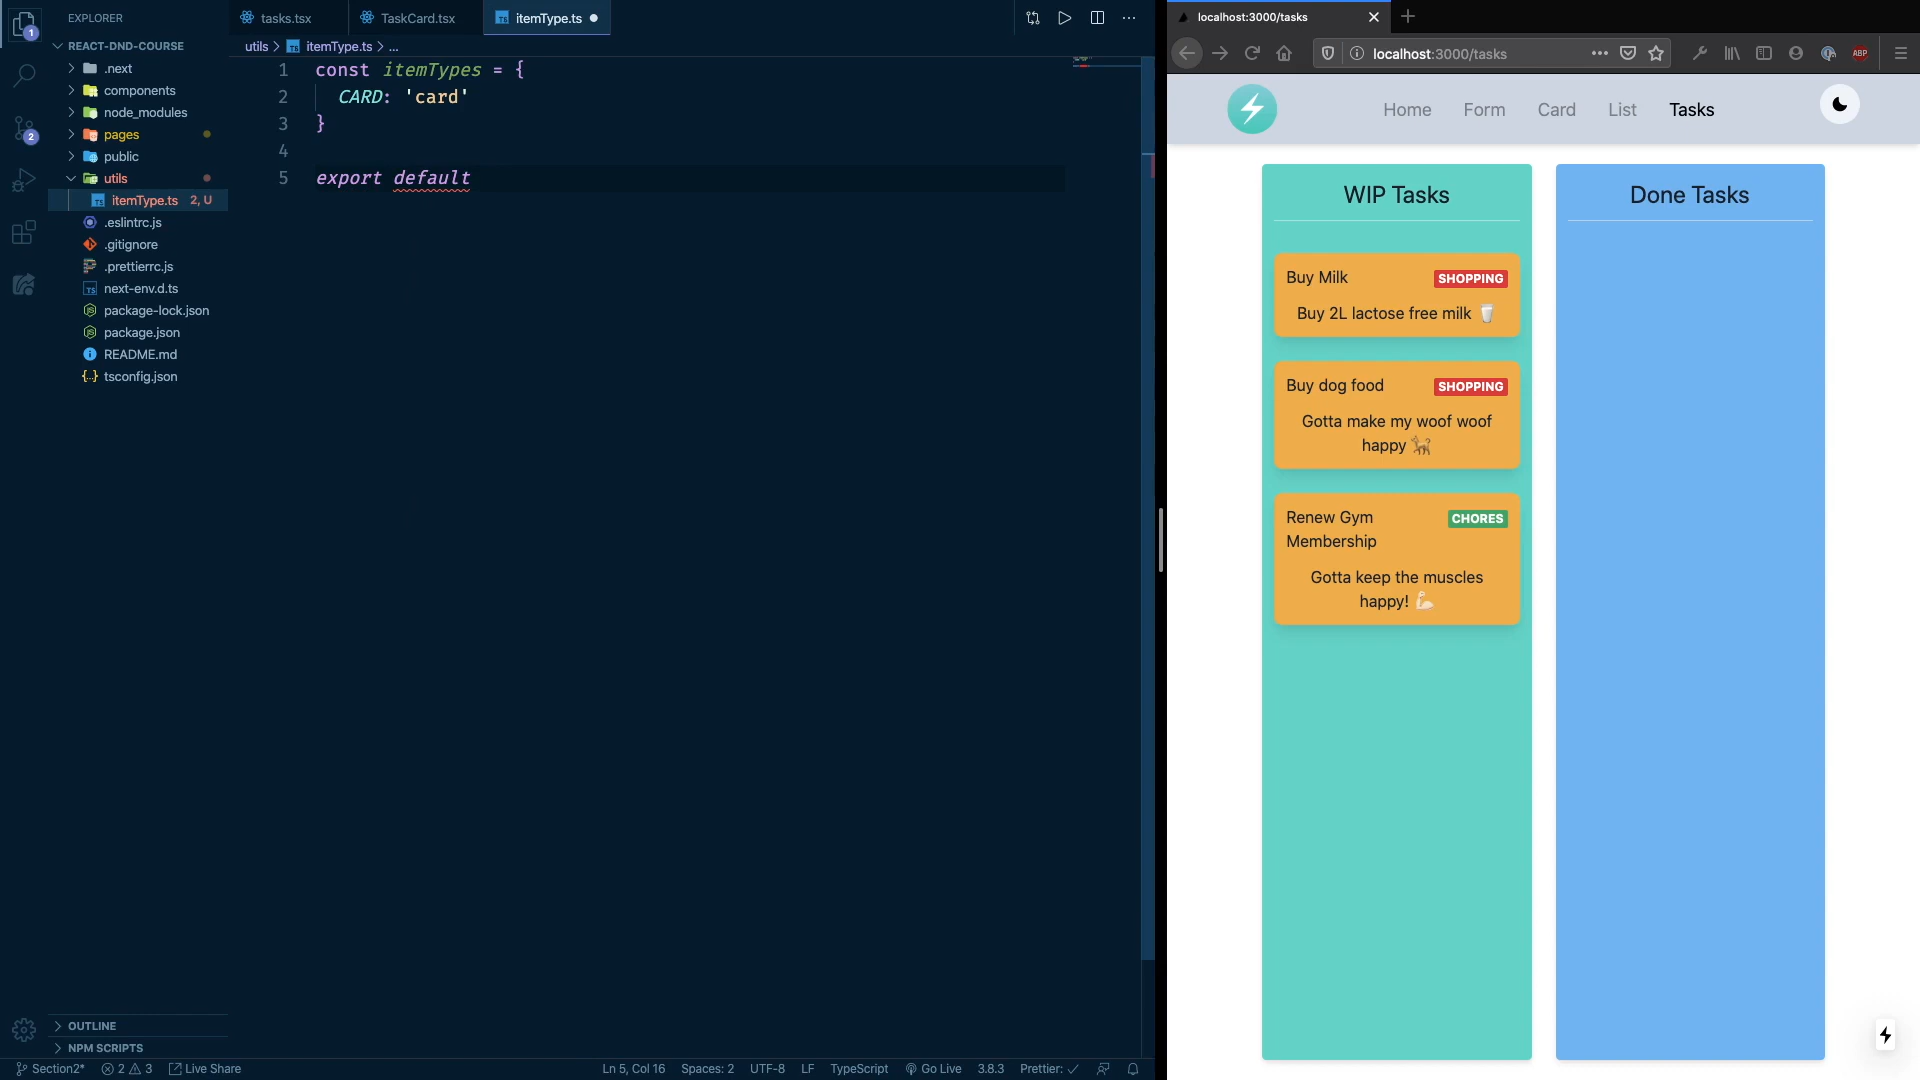 EXPLORER
REACT-DND-COURSE
.next
components
node_modules
pages
public
utils
itemType.ts 2, U
.eslintrc.js
.gitignore
.prettierrc.js
next-env.d.ts
package-lock.json
package.json
README.md
tsconfig.json
OUTLINE
NPM SCRIPTS
1
2
tasks.tsx
TaskCard.tsx
itemType.ts
utils > itemType.ts > ...
1 const itemTypes = {
2 CARD: 'card'
3 }
4
5 export default
Section2* 2 3 Live Share
Ln 5, Col 16 Spaces: 2 UTF-8 LF TypeScript Go Live 3.8.3 Prettier: ✓
localhost:3000/tasks
localhost:3000/tasks
ABP
Home Form Card List Tasks
WIP Tasks
Buy Milk SHOPPING
Buy 2L lactose free milk 🥛
Buy dog food SHOPPING
Gotta make my woof woof
happy 🐕
Renew Gym CHORES
Membership
Gotta keep the muscles
happy! 💪
Done Tasks